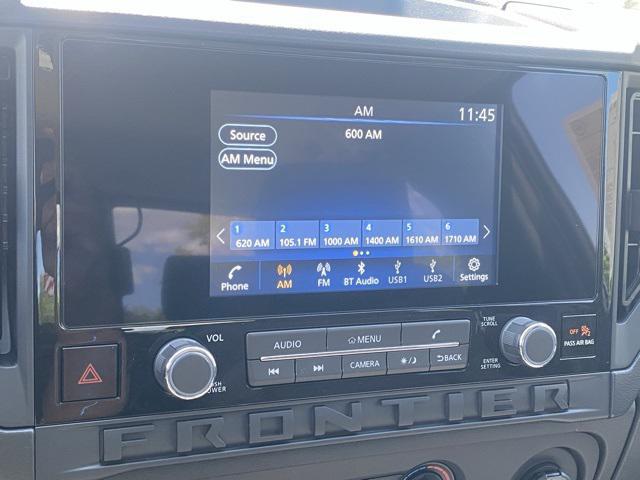 AM 11:45
Source 600 AM
AM Menu
1 2 3 4 5 6
620 AM 105.1 FM 1000 AM 1400 AM 1610 AM 1710 AM
Phone AM FM BT Audio USB1 USB2 Settings
VOL AUDIO MENU TUNE SCROLL
CAMERA BACK
PUSH POWER ENTER SETTING
OFF
PASS AIR BAG
FRONTIER